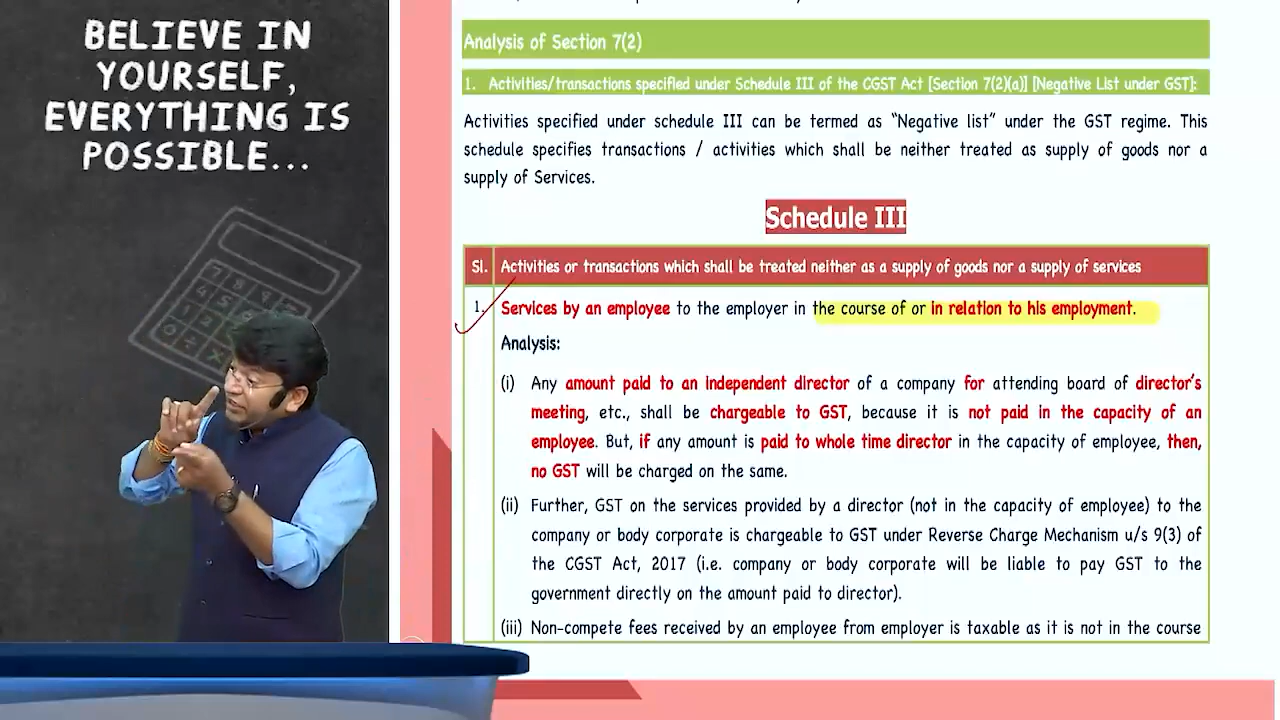 BELIEVE IN
YOURSELF,
EVERYTHING IS
POSSIBLE...
Analysis of Section 7(2)
1. Activities/transactions specified under Schedule III of the CGST Act [Section 7(2)(a)] [Negative List under GST]:
Activities specified under schedule III can be termed as “Negative list” under the GST regime. This
schedule specifies transactions / activities which shall be neither treated as supply of goods nor a
supply of Services.
Schedule III
Sl. Activities or transactions which shall be treated neither as a supply of goods nor a supply of services
1. Services by an employee to the employer in the course of or in relation to his employment.
Analysis:
(i) Any amount paid to an independent director of a company for attending board of director’s
meeting, etc., shall be chargeable to GST, because it is not paid in the capacity of an
employee. But, if any amount is paid to whole time director in the capacity of employee, then,
no GST will be charged on the same.
(ii) Further, GST on the services provided by a director (not in the capacity of employee) to the
company or body corporate is chargeable to GST under Reverse Charge Mechanism u/s 9(3) of
the CGST Act, 2017 (i.e. company or body corporate will be liable to pay GST to the
government directly on the amount paid to director).
(iii) Non-compete fees received by an employee from employer is taxable as it is not in the course